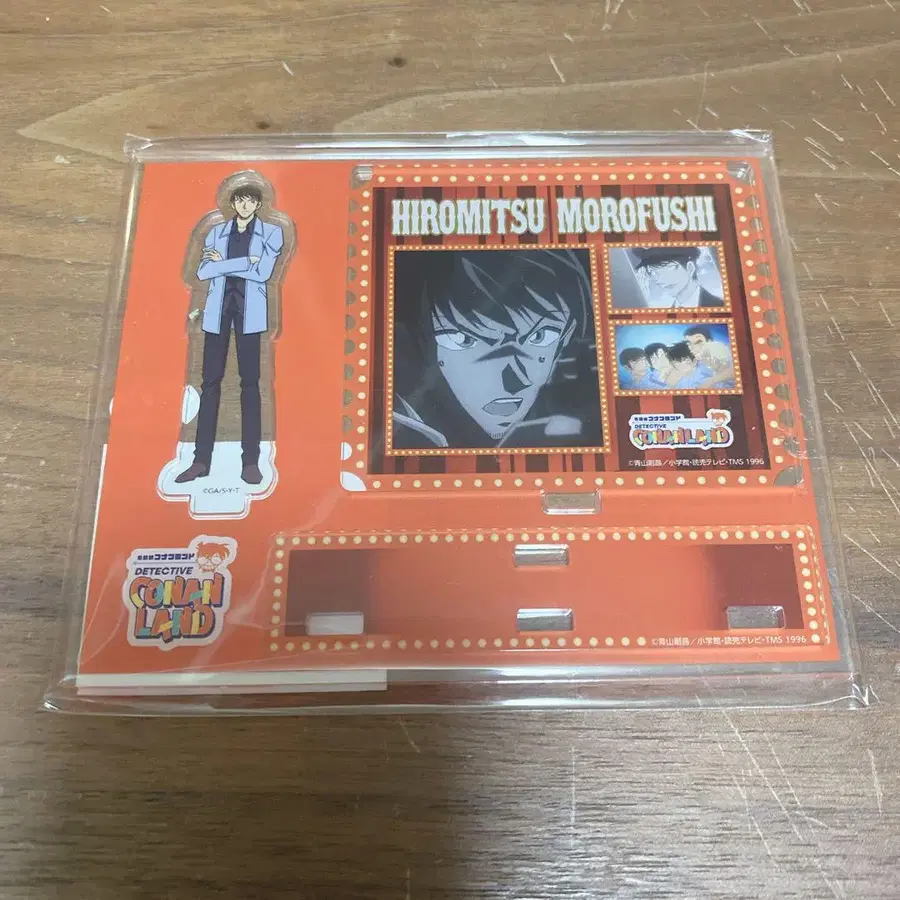 HIROMITSU MOROFUSHI
名探偵コナンランド
DETECTIVE
CONAN LAND
©青山剛昌/小学館・読売テレビ・TMS 1996
©GA/S・Y・T.
名探偵コナンランド
DETECTIVE
CONAN
LAND
©青山剛昌/小学館・読売テレビ・TMS 1996